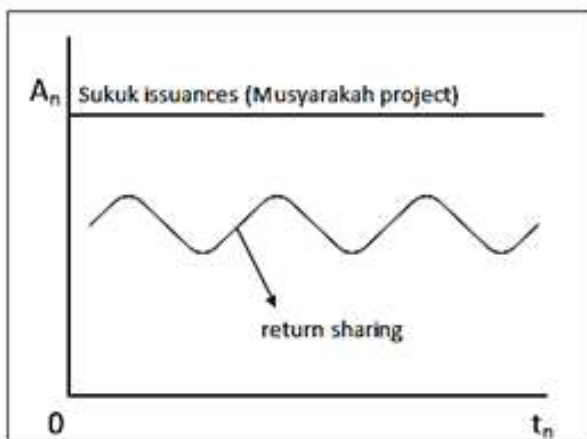 Aₙ
Sukuk issuances (Musyarakah project)
return sharing
0
tₙ